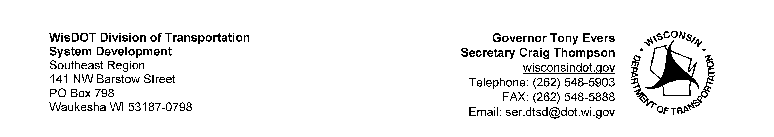 WisDOT Division of Transportation
System Development
Southeast Region
141 NW Barstow Street
PO Box 798
Waukesha WI 53187-0798
Governor Tony Evers
Secretary Craig Thompson
wisconsindot.gov
Telephone: (262) 548-5903
FAX: (262) 548-5888
Email: ser.dtsd@dot.wi.gov
WISCONSIN
DEPARTMENT OF TRANSPORTATION